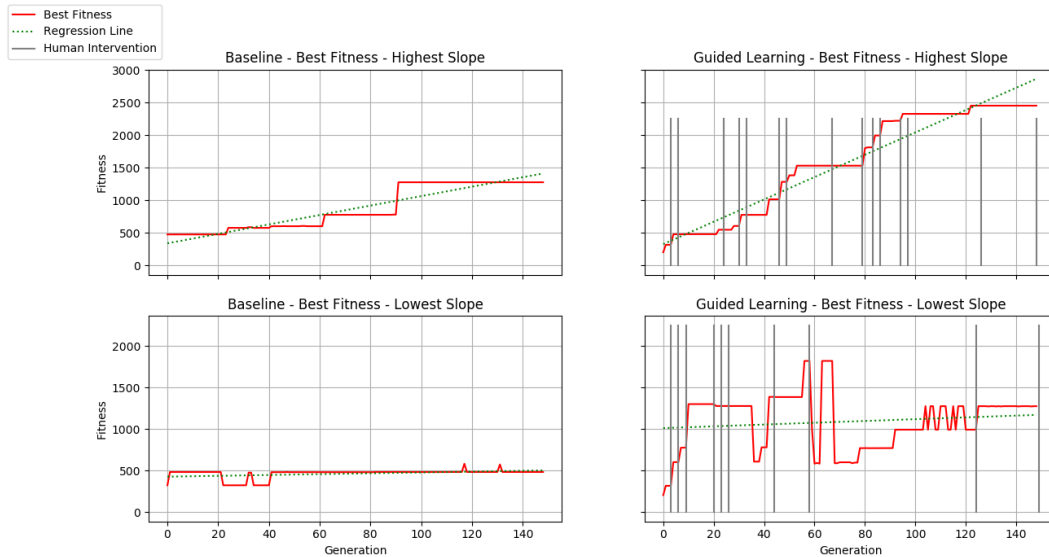 Best Fitness
Regression Line
Human Intervention
Baseline - Best Fitness - Highest Slope
Guided Learning - Best Fitness - Highest Slope
3000
2500
2000
1500
1000
500
0
Fitness
Baseline - Best Fitness - Lowest Slope
Guided Learning - Best Fitness - Lowest Slope
2000
1500
1000
500
0
Fitness
0 20 40 60 80 100 120 140
0 20 40 60 80 100 120 140
Generation
Generation